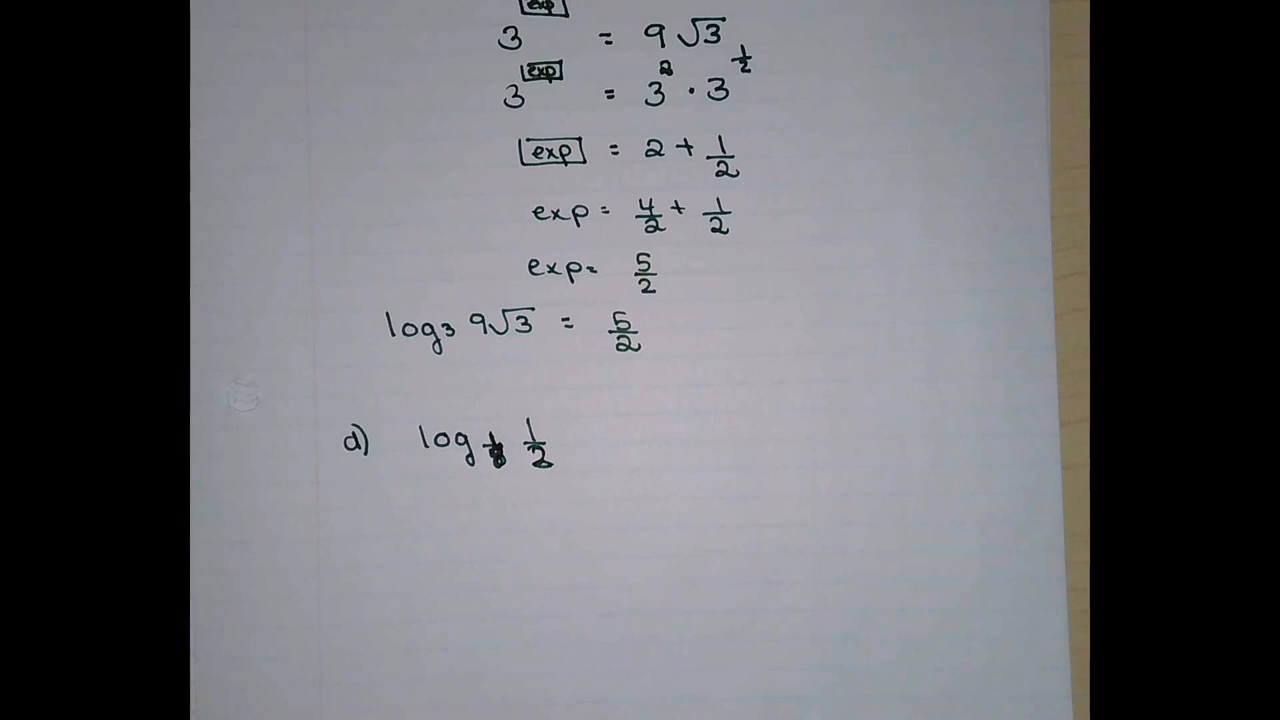 3^[exp] = 9√3
3^[exp] = 3^2 · 3^1/2
[exp] = 2 + 1/2
exp = 4/2 + 1/2
exp = 5/2
log3 9√3 = 5/2
d) log 1/2